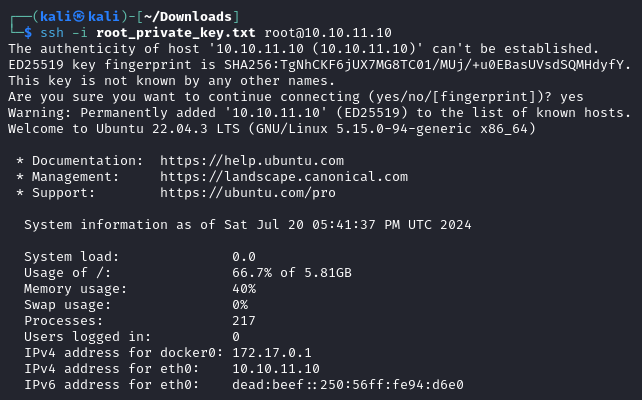 ┌──(kali㉿kali)-[~/Downloads]
└─$ ssh -i root_private_key.txt root@10.10.11.10
The authenticity of host '10.10.11.10 (10.10.11.10)' can't be established.
ED25519 key fingerprint is SHA256:TgNhCKF6jUX7MG8TC01/MUj/+u0EBasUVsdSQMHdyfY.
This key is not known by any other names.
Are you sure you want to continue connecting (yes/no/[fingerprint])? yes
Warning: Permanently added '10.10.11.10' (ED25519) to the list of known hosts.
Welcome to Ubuntu 22.04.3 LTS (GNU/Linux 5.15.0-94-generic x86_64)
* Documentation:  https://help.ubuntu.com
* Management:     https://landscape.canonical.com
* Support:        https://ubuntu.com/pro
System information as of Sat Jul 20 05:41:37 PM UTC 2024
System load:              0.0
Usage of /:               66.7% of 5.81GB
Memory usage:             40%
Swap usage:               0%
Processes:                217
Users logged in:          0
IPv4 address for docker0: 172.17.0.1
IPv4 address for eth0:    10.10.11.10
IPv6 address for eth0:    dead:beef::250:56ff:fe94:d6e0